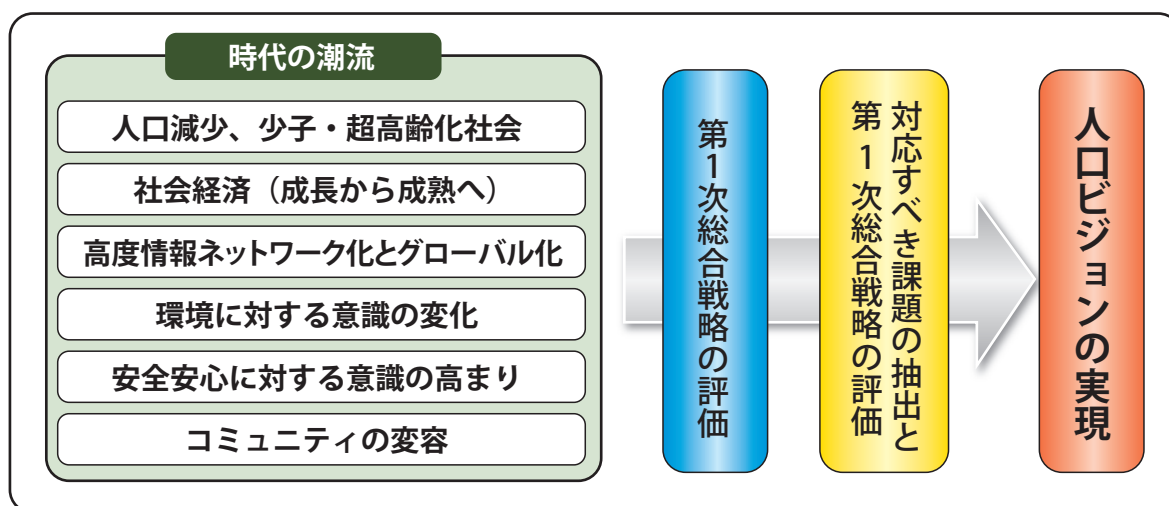 時代の潮流
人口減少、少子・超高齢化社会
社会経済（成長から成熟へ）
高度情報ネットワーク化とグローバル化
環境に対する意識の変化
安全安心に対する意識の高まり
コミュニティの変容
第1次総合戦略の評価
対応すべき課題の抽出と
第1次総合戦略の評価
人口ビジョンの実現